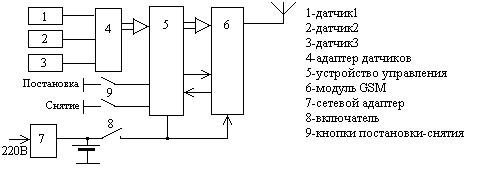 1
2
3
4
5
6
Постановка
Снятие
9
8
7
220В
1-датчик1
2-датчик2
3-датчик3
4-адаптер датчиков
5-устройство управления
6-модуль GSM
7-сетевой адаптер
8-включатель
9-кнопки постановки-снятия